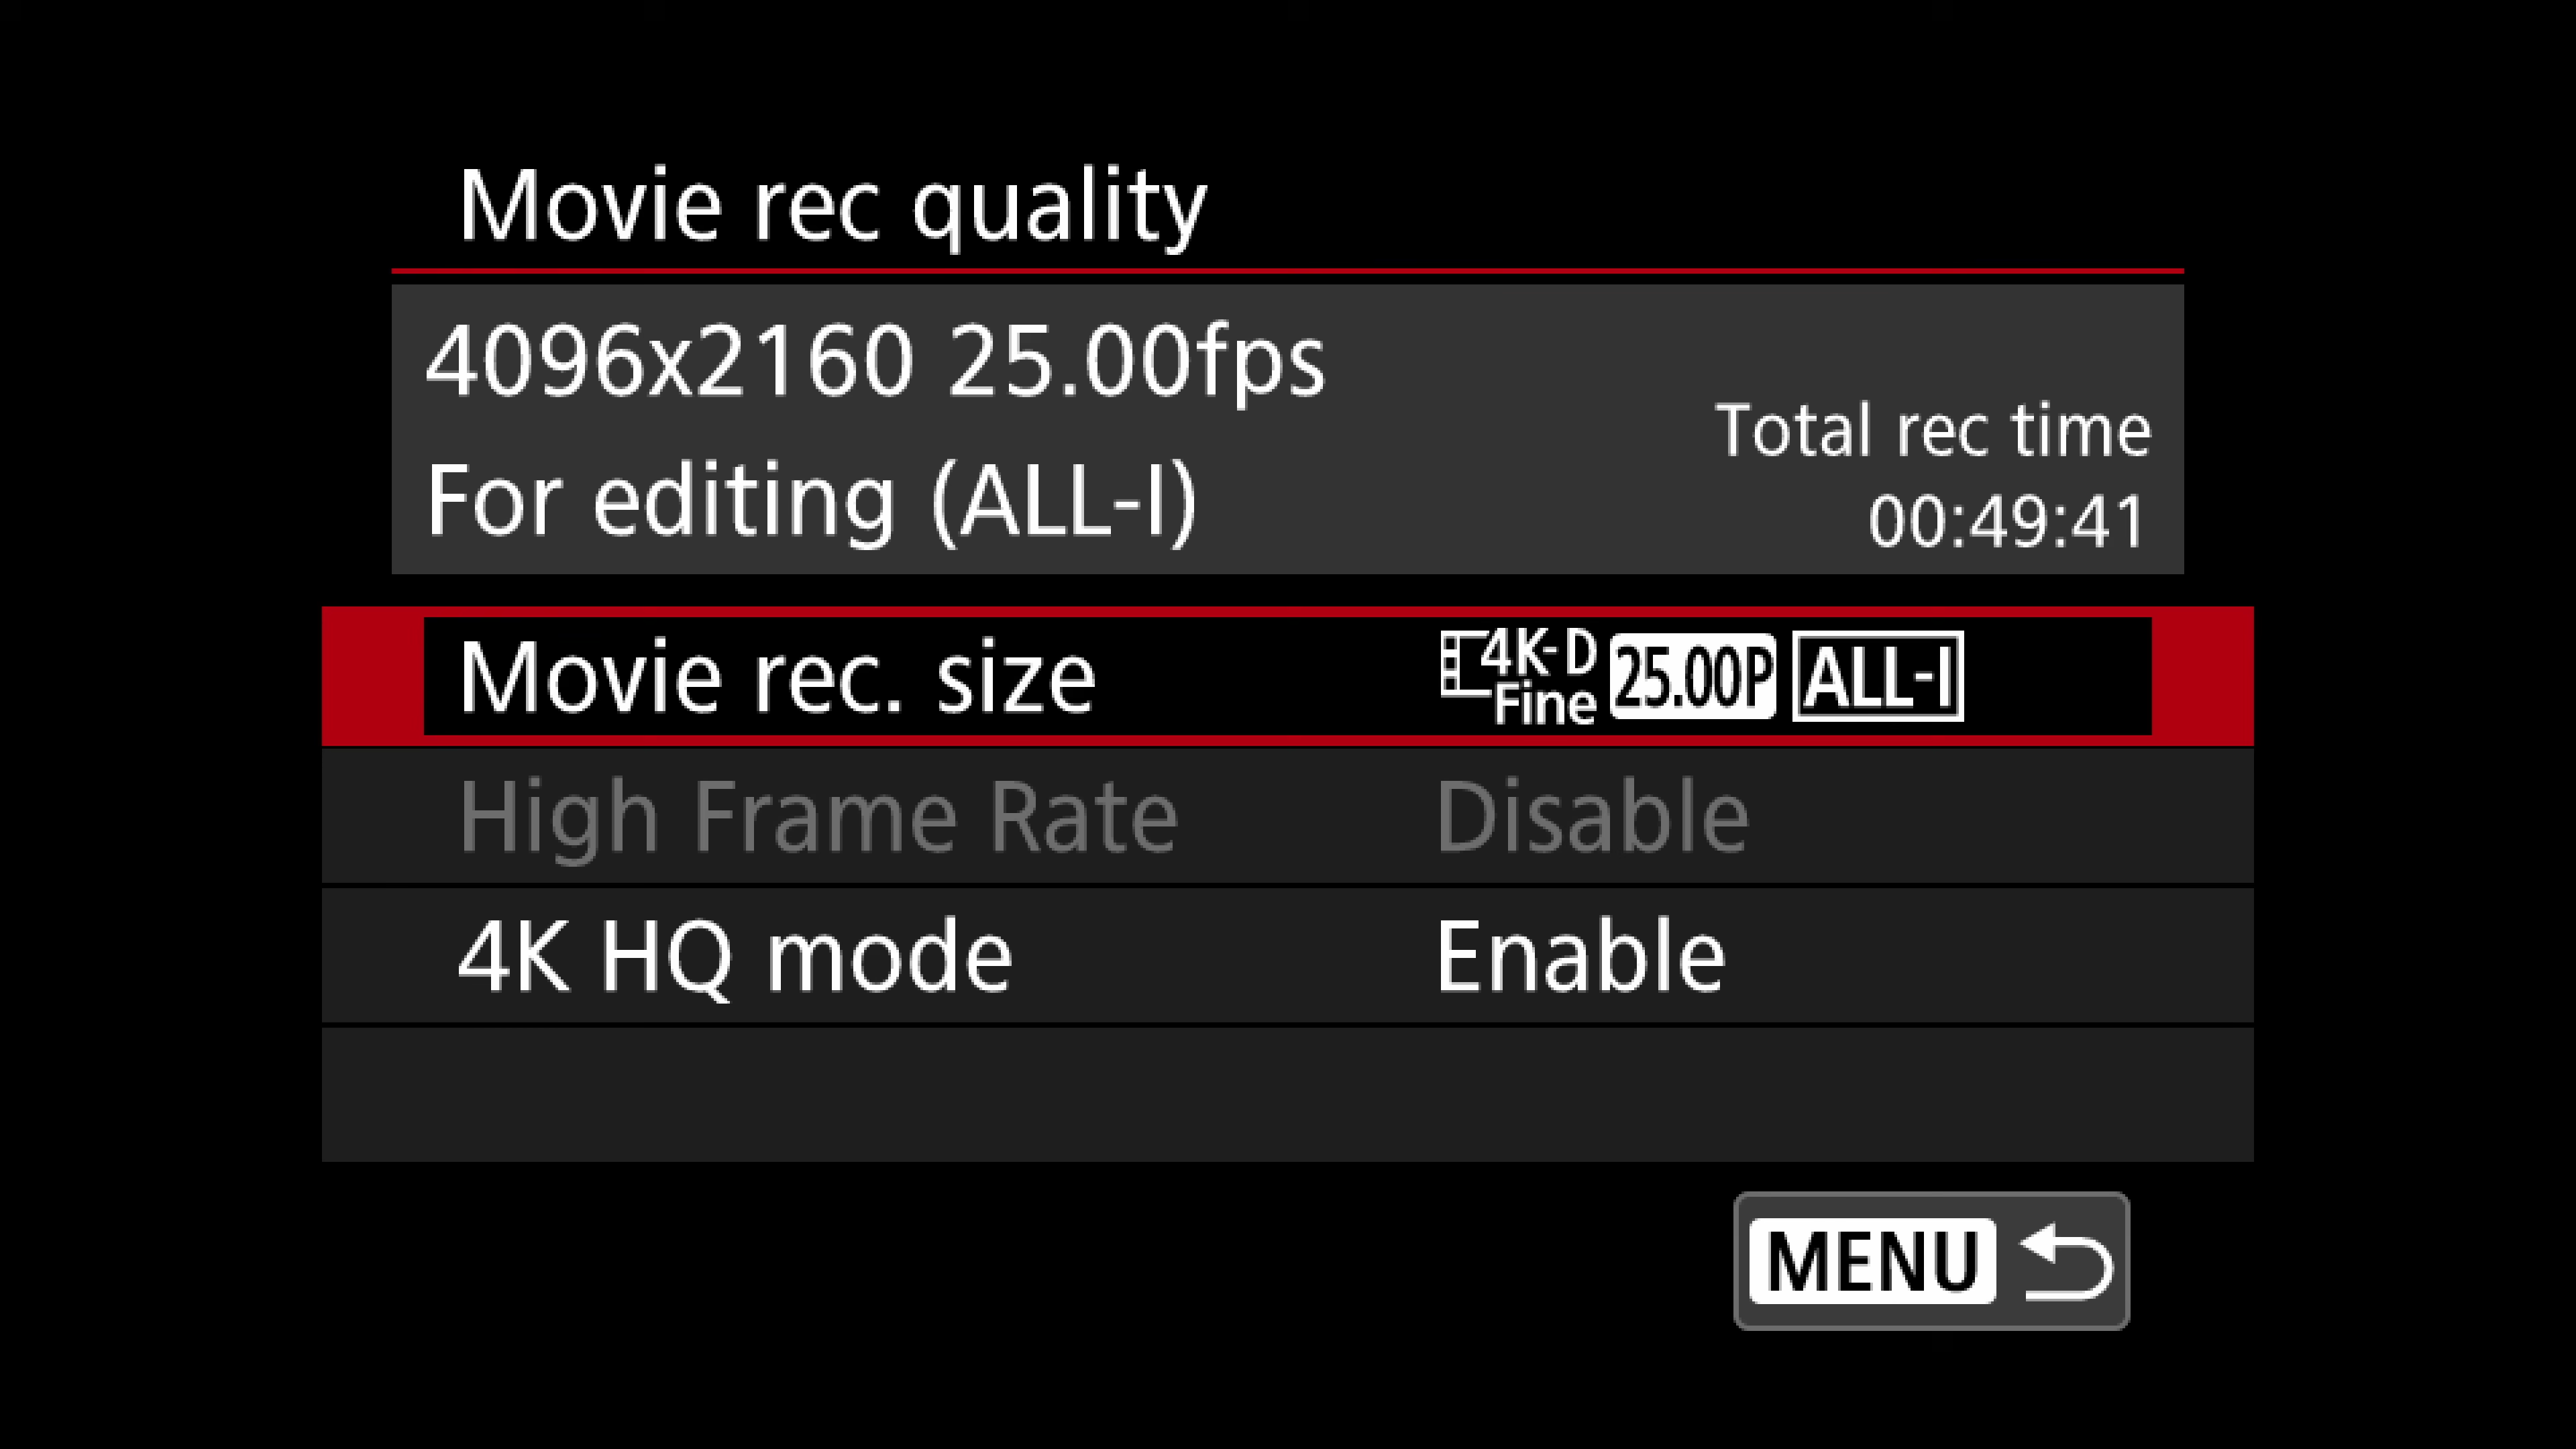 Movie rec quality
4096x2160 25.00fps
For editing (ALL-I)
Total rec time
00:49:41
Movie rec. size 4K-D Fine 25.00P ALL-I
High Frame Rate Disable
4K HQ mode Enable
MENU